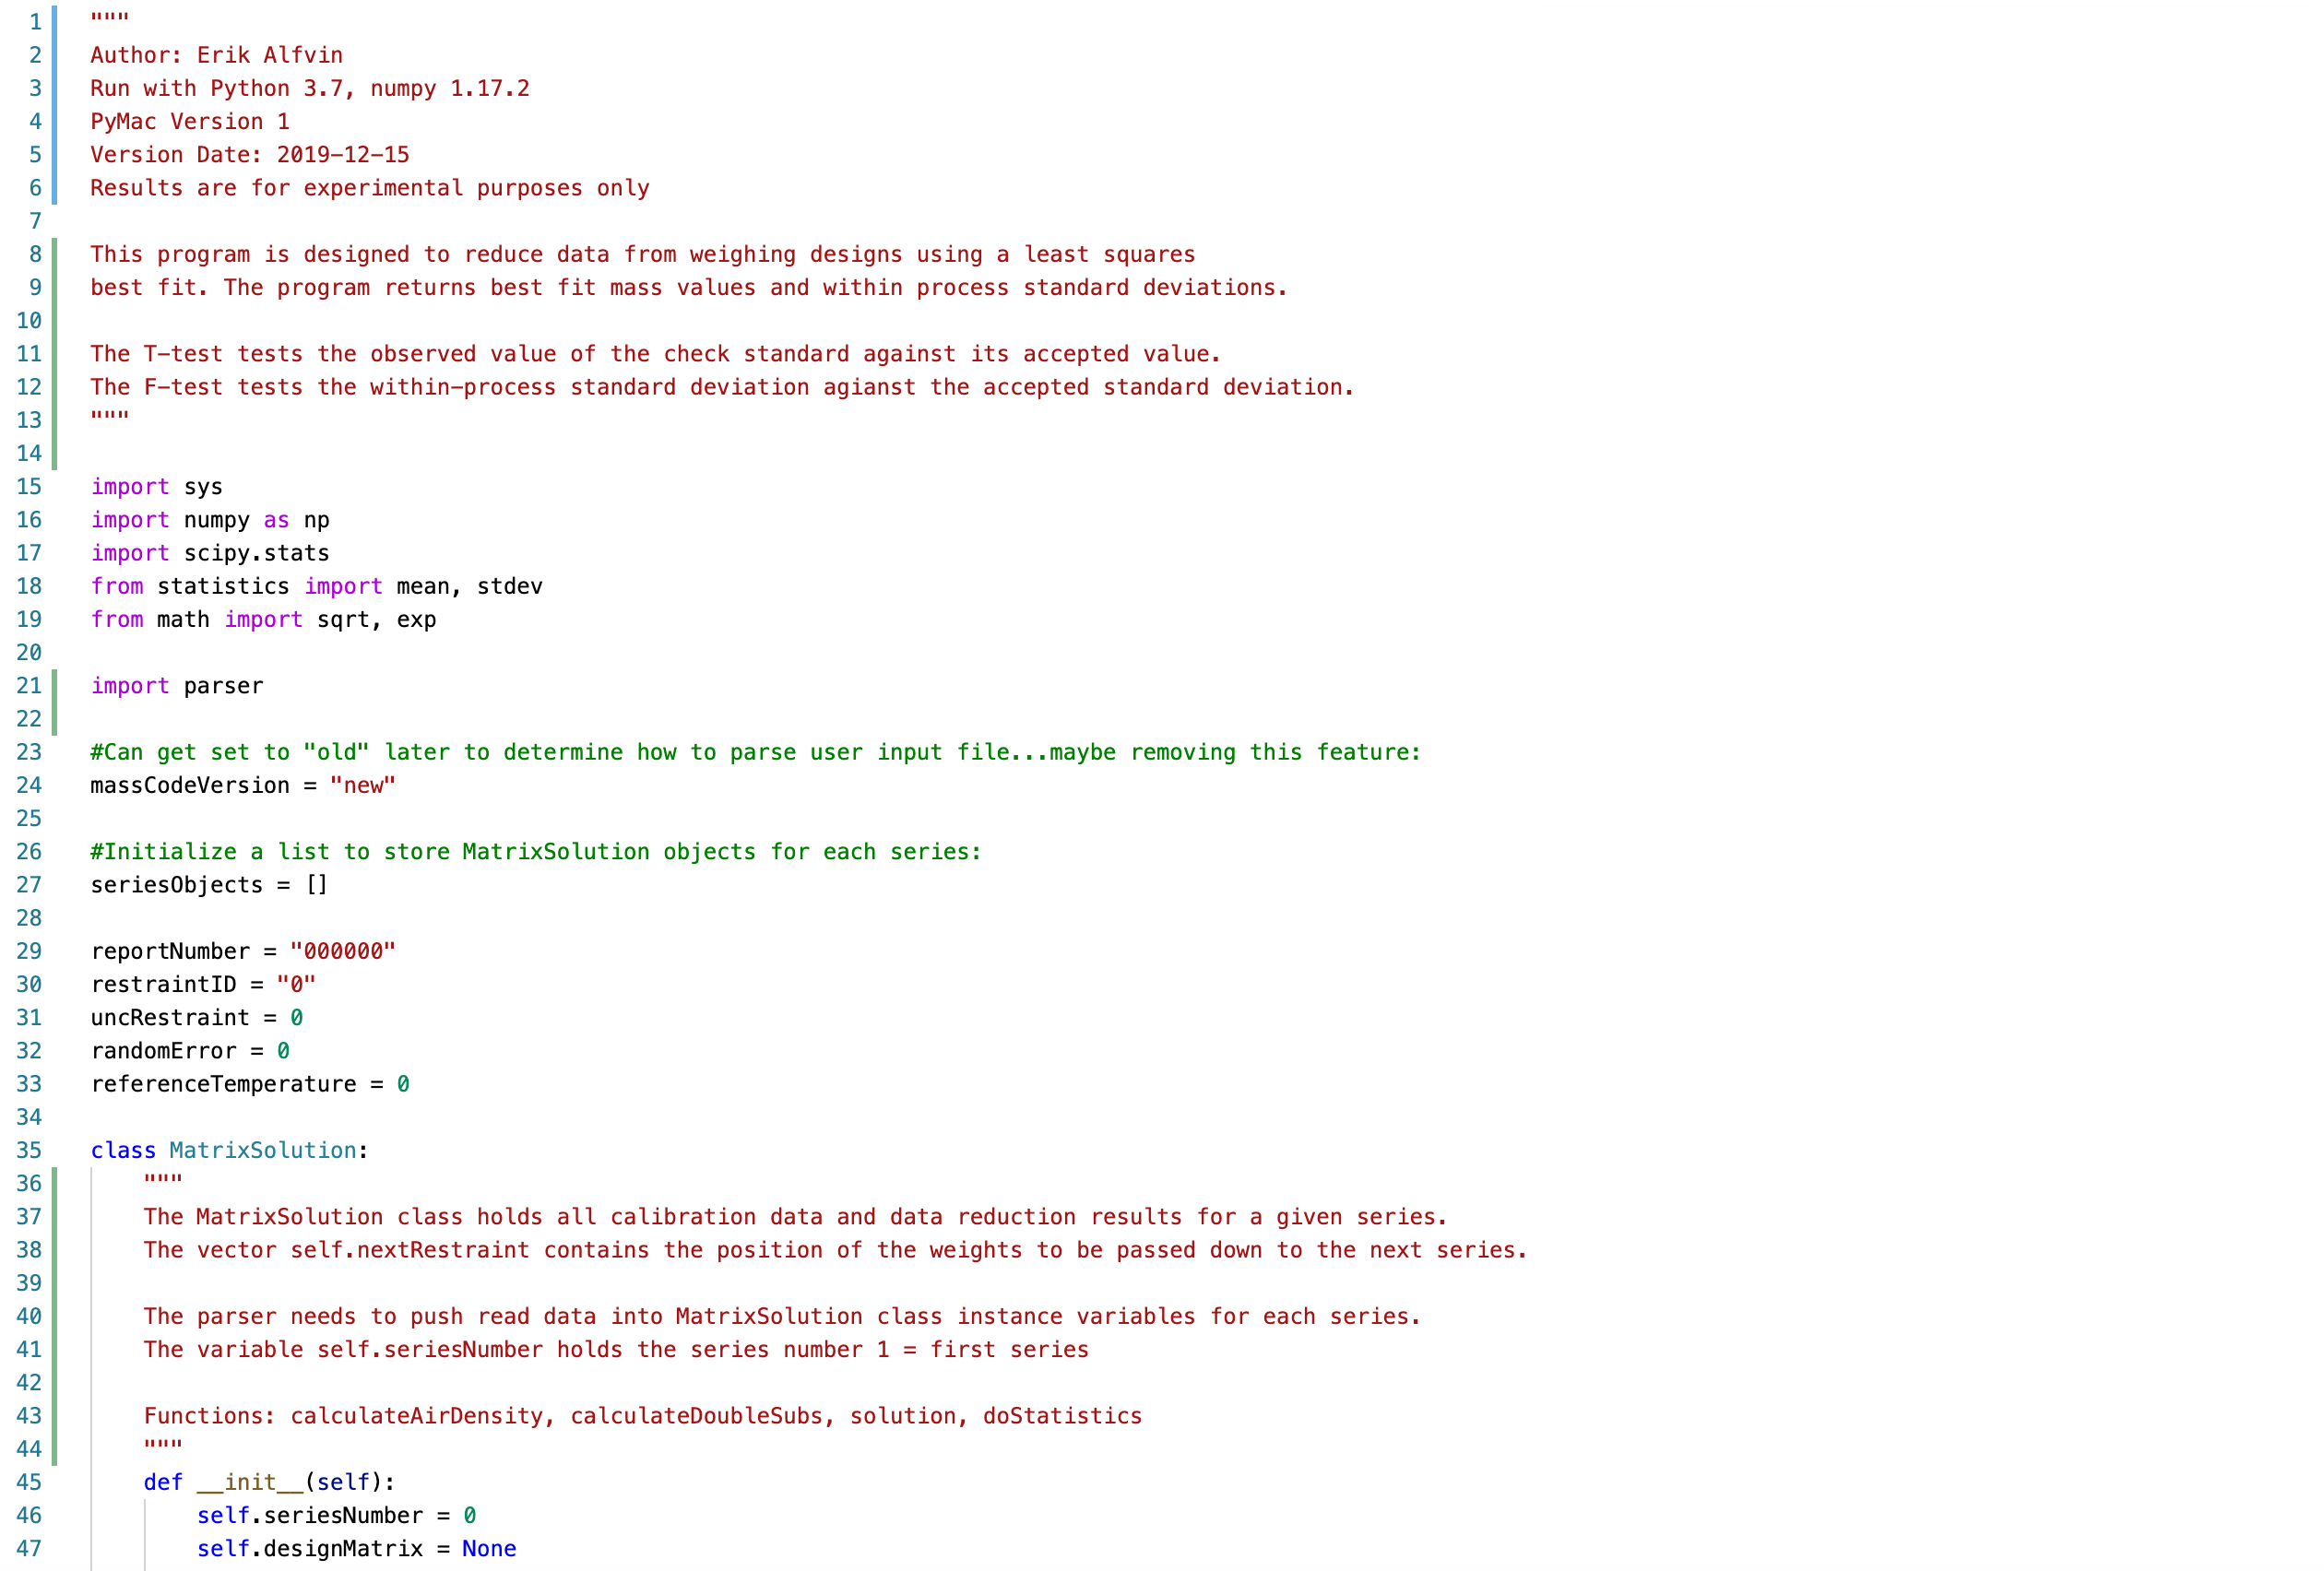 1 """
2 Author: Erik Alfvin
3 Run with Python 3.7, numpy 1.17.2
4 PyMac Version 1
5 Version Date: 2019-12-15
6 Results are for experimental purposes only
7
8 This program is designed to reduce data from weighing designs using a least squares
9 best fit. The program returns best fit mass values and within process standard deviations.
10
11 The T-test tests the observed value of the check standard against its accepted value.
12 The F-test tests the within-process standard deviation agianst the accepted standard deviation.
13 """
14
15 import sys
16 import numpy as np
17 import scipy.stats
18 from statistics import mean, stdev
19 from math import sqrt, exp
20
21 import parser
22
23 #Can get set to "old" later to determine how to parse user input file...maybe removing this feature:
24 massCodeVersion = "new"
25
26 #Initialize a list to store MatrixSolution objects for each series:
27 seriesObjects = []
28
29 reportNumber = "000000"
30 restraintID = "0"
31 uncRestraint = 0
32 randomError = 0
33 referenceTemperature = 0
34
35 class MatrixSolution:
36     """
37     The MatrixSolution class holds all calibration data and data reduction results for a given series.
38     The vector self.nextRestraint contains the position of the weights to be passed down to the next series.
39
40     The parser needs to push read data into MatrixSolution class instance variables for each series.
41     The variable self.seriesNumber holds the series number 1 = first series
42
43     Functions: calculateAirDensity, calculateDoubleSubs, solution, doStatistics
44     """
45     def __init__(self):
46         self.seriesNumber = 0
47         self.designMatrix = None